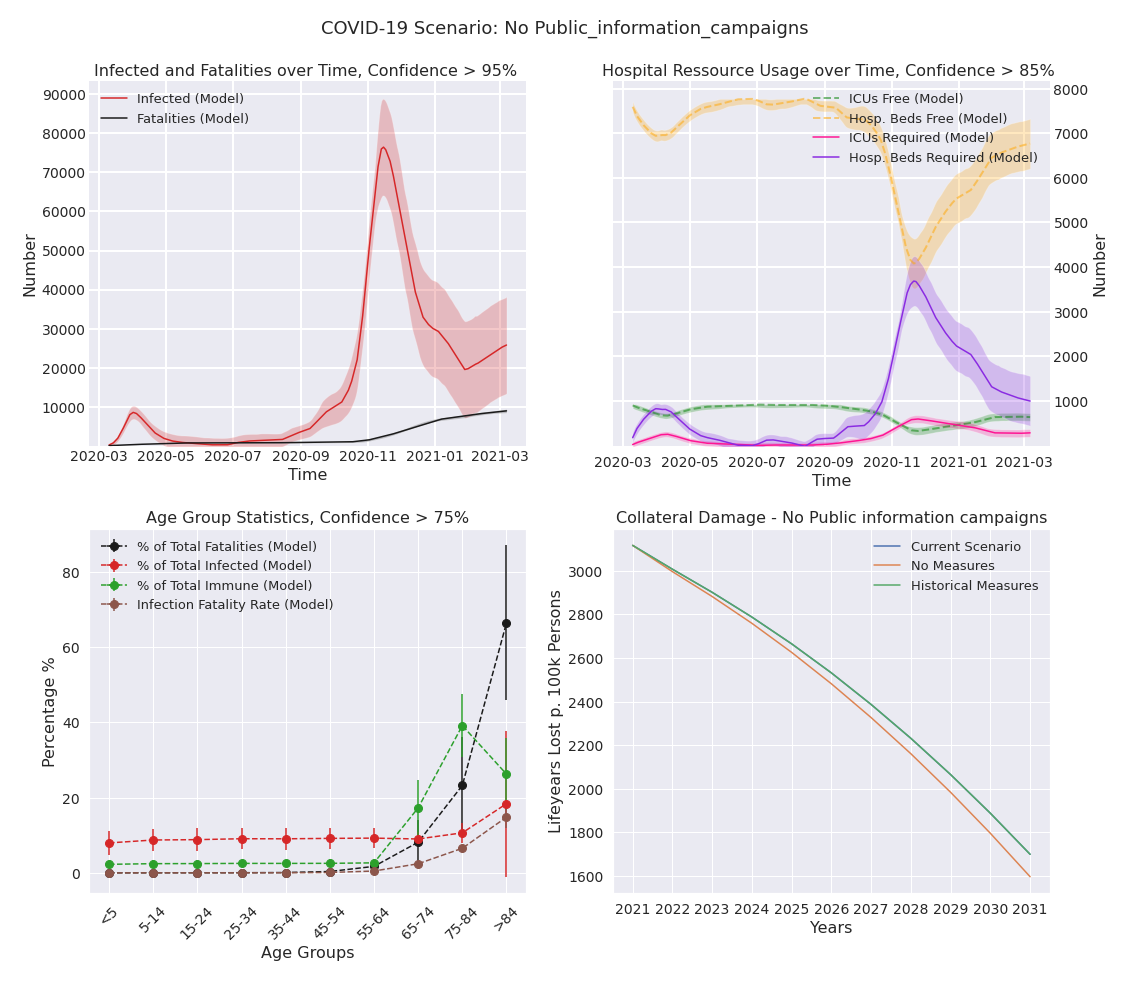 COVID-19 Scenario: No Public_information_campaigns
Infected and Fatalities over Time, Confidence > 95%
Infected (Model)
Fatalities (Model)
90000
80000
70000
60000
50000
40000
30000
20000
10000
Number
2020-03 2020-05 2020-07 2020-09 2020-11 2021-01 2021-03
Time
Hospital Ressource Usage over Time, Confidence > 85%
ICUs Free (Model)
Hosp. Beds Free (Model)
ICUs Required (Model)
Hosp. Beds Required (Model)
8000
7000
6000
5000
4000
3000
2000
1000
Number
2020-03 2020-05 2020-07 2020-09 2020-11 2021-01 2021-03
Time
Age Group Statistics, Confidence > 75%
% of Total Fatalities (Model)
% of Total Infected (Model)
% of Total Immune (Model)
Infection Fatality Rate (Model)
80
60
40
20
0
Percentage %
<5 5-14 15-24 25-34 35-44 45-54 55-64 65-74 75-84 >84
Age Groups
Collateral Damage - No Public information campaigns
Current Scenario
No Measures
Historical Measures
3000
2800
2600
2400
2200
2000
1800
1600
Lifeyears Lost p. 100k Persons
2021 2022 2023 2024 2025 2026 2027 2028 2029 2030 2031
Years